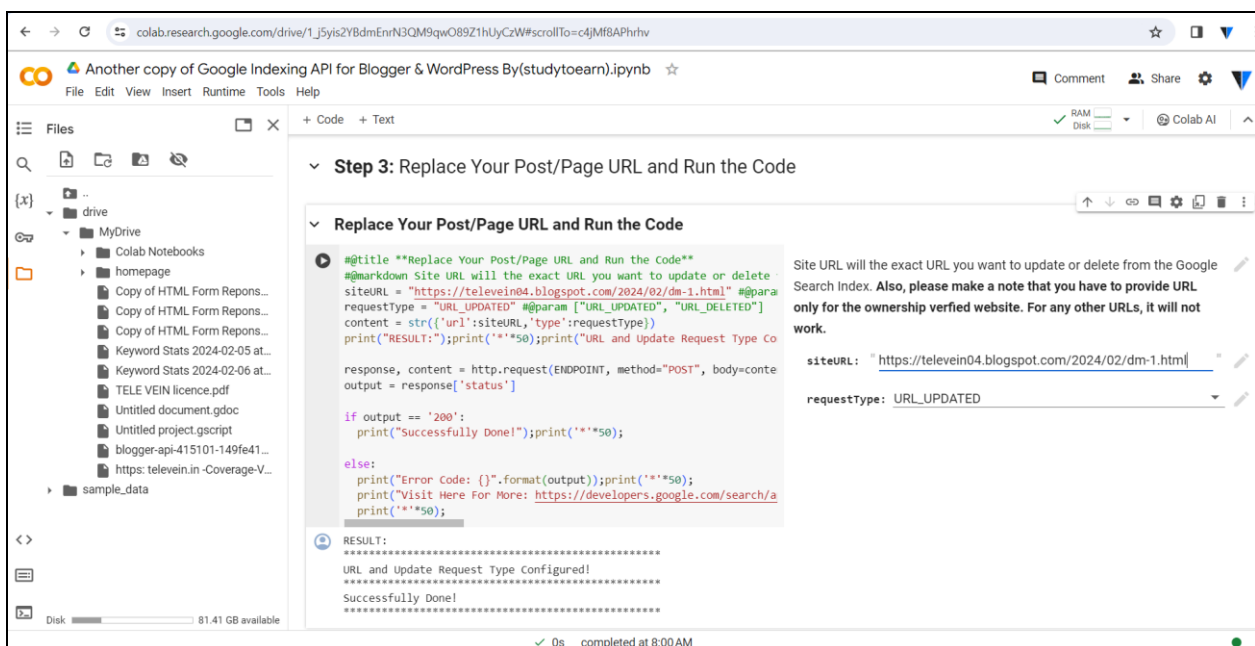 colab.research.google.com/drive/1_j5yis2YBdmEnrN3QM9qwO89Z1hUyCzW#scrollTo=c4jMf8APhrhv
CO Another copy of Google Indexing API for Blogger & WordPress By(studytoearn).ipynb
Comment Share
File Edit View Insert Runtime Tools Help
Files
+ Code + Text
RAM
Disk
Colab AI
{x}
..
drive
MyDrive
Colab Notebooks
homepage
Copy of HTML Form Repons...
Copy of HTML Form Repons...
Copy of HTML Form Repons...
Keyword Stats 2024-02-05 at...
Keyword Stats 2024-02-06 at...
TELE VEIN licence.pdf
Untitled document.gdoc
Untitled project.gscript
blogger-api-415101-149fe41...
https: televein.in -Coverage-V...
sample_data
Disk 81.41 GB available
Step 3: Replace Your Post/Page URL and Run the Code
Replace Your Post/Page URL and Run the Code
#@title **Replace Your Post/Page URL and Run the Code**
#@markdown Site URL will the exact URL you want to update or delete
siteURL = "https://televein04.blogspot.com/2024/02/dm-1.html" #@para
requestType = "URL_UPDATED" #@param ["URL_UPDATED", "URL_DELETED"]
content = str({'url':siteURL,'type':requestType})
print("RESULT:");print('*'*50);print("URL and Update Request Type Co
response, content = http.request(ENDPOINT, method="POST", body=conte
output = response['status']
if output == '200':
print("Successfully Done!");print('*'*50);
else:
print("Error Code: {}".format(output));print('*'*50);
print("Visit Here For More: https://developers.google.com/search/a
print('*'*50);
Site URL will the exact URL you want to update or delete from the Google
Search Index. Also, please make a note that you have to provide URL
only for the ownership verfied website. For any other URLs, it will not
work.
siteURL: " https://televein04.blogspot.com/2024/02/dm-1.html "
requestType: URL_UPDATED
RESULT:
**************************************************
URL and Update Request Type Configured!
**************************************************
Successfully Done!
**************************************************
0s completed at 8:00 AM